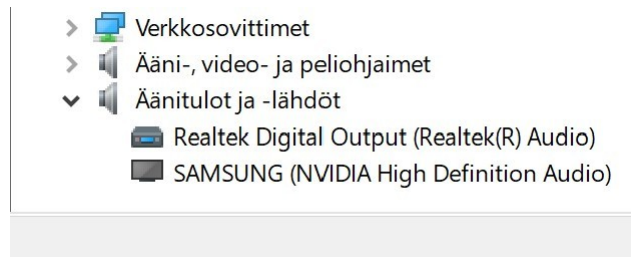 Verkkosovittimet
Ääni-, video- ja peliohjaimet
Äänitulot ja -lähdöt
Realtek Digital Output (Realtek(R) Audio)
SAMSUNG (NVIDIA High Definition Audio)